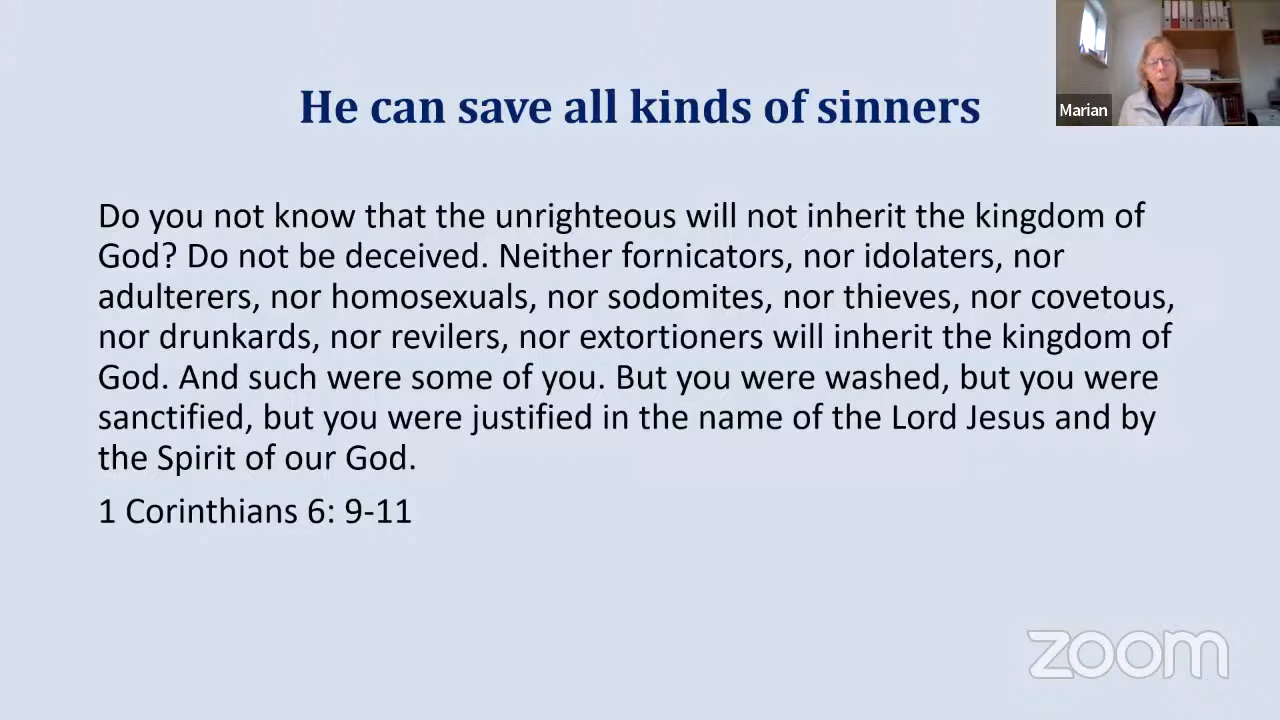 He can save all kinds of sinners
Marian
Do you not know that the unrighteous will not inherit the kingdom of
God? Do not be deceived. Neither fornicators, nor idolaters, nor
adulterers, nor homosexuals, nor sodomites, nor thieves, nor covetous,
nor drunkards, nor revilers, nor extortioners will inherit the kingdom of
God. And such were some of you. But you were washed, but you were
sanctified, but you were justified in the name of the Lord Jesus and by
the Spirit of our God.
1 Corinthians 6: 9-11
zoom